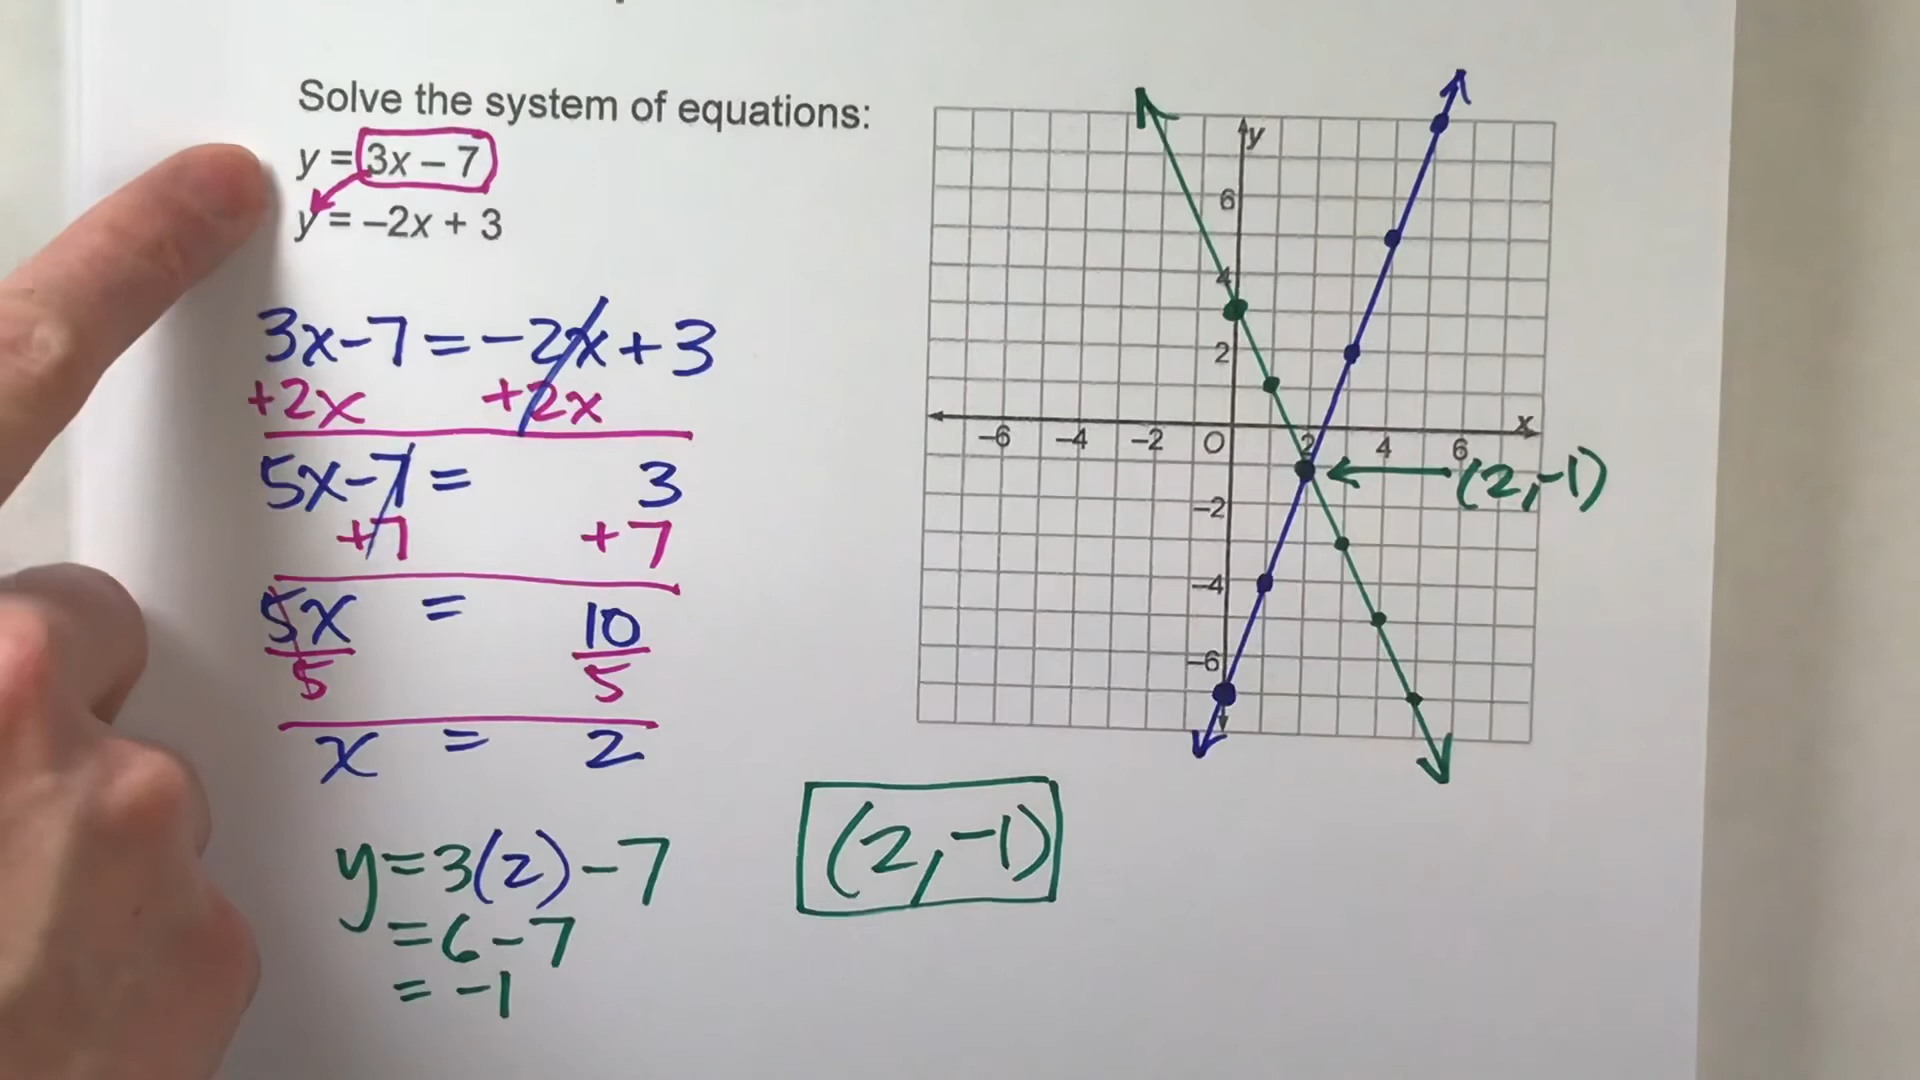 Solve the system of equations:
y = 3x – 7
y = –2x + 3
3x-7=-2x+3
+2x +2x
5x-7= 3
+7 +7
5x = 10
5 5
x = 2
y=3(2)-7
=6-7
= -1
(2,-1)
y
6
4
2
–6 –4 –2 O 2 4 6 x
(2,-1)
–2
–4
–6